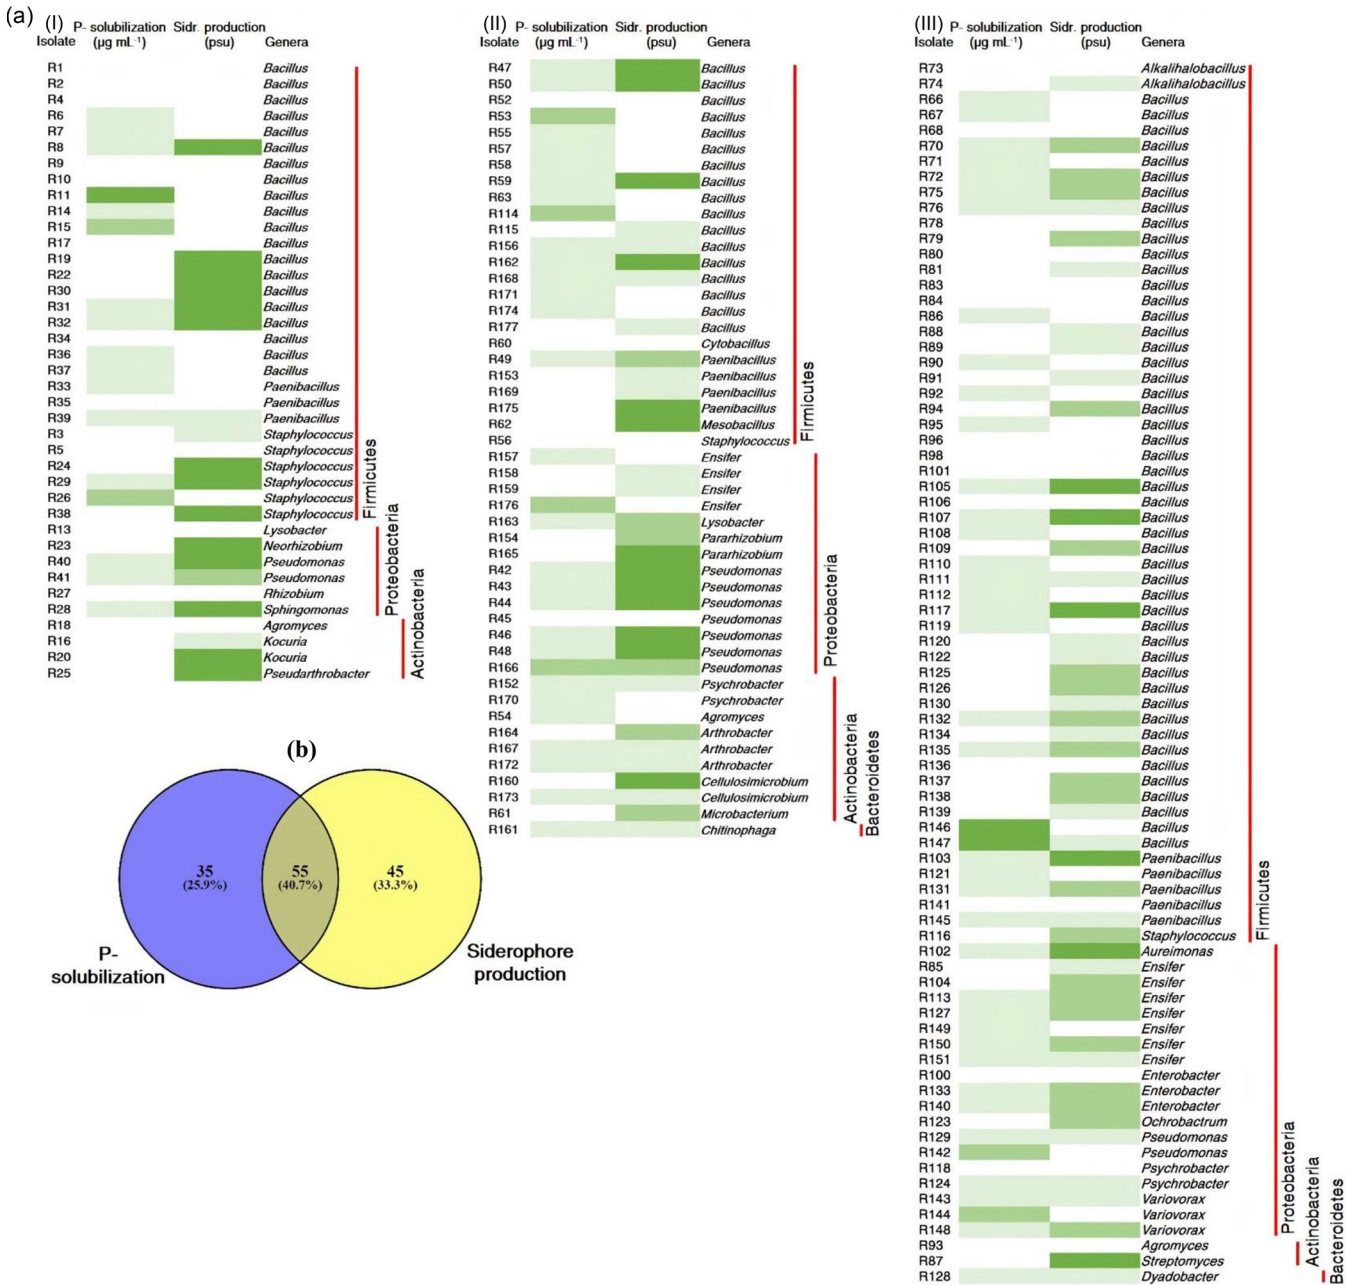 (a)
(I)
P- solubilization Sidr. production
Isolate (µg mL-1) (psu) Genera
R1 Bacillus
R2 Bacillus
R4 Bacillus
R6 Bacillus
R7 Bacillus
R8 Bacillus
R9 Bacillus
R10 Bacillus
R11 Bacillus
R14 Bacillus
R15 Bacillus
R17 Bacillus
R19 Bacillus
R22 Bacillus
R30 Bacillus
R31 Bacillus
R32 Bacillus
R34 Bacillus
R36 Bacillus
R37 Bacillus
R33 Paenibacillus
R35 Paenibacillus
R39 Paenibacillus
R3 Staphylococcus
R5 Staphylococcus
R24 Staphylococcus
R29 Staphylococcus
R26 Staphylococcus
R38 Staphylococcus
R13 Lysobacter
R23 Neorhizobium
R40 Pseudomonas
R41 Pseudomonas
R27 Rhizobium
R28 Sphingomonas
R18 Agromyces
R16 Kocuria
R20 Kocuria
R25 Pseudarthrobacter
Firmicutes
Proteobacteria
Actinobacteria
(II)
P- solubilization Sidr. production
Isolate (µg mL-1) (psu) Genera
R47 Bacillus
R50 Bacillus
R52 Bacillus
R53 Bacillus
R55 Bacillus
R57 Bacillus
R58 Bacillus
R59 Bacillus
R63 Bacillus
R114 Bacillus
R115 Bacillus
R156 Bacillus
R162 Bacillus
R168 Bacillus
R171 Bacillus
R174 Bacillus
R177 Bacillus
R60 Cytobacillus
R49 Paenibacillus
R153 Paenibacillus
R169 Paenibacillus
R175 Paenibacillus
R62 Mesobacillus
R56 Staphylococcus
R157 Ensifer
R158 Ensifer
R159 Ensifer
R176 Ensifer
R163 Lysobacter
R154 Pararhizobium
R165 Pararhizobium
R42 Pseudomonas
R43 Pseudomonas
R44 Pseudomonas
R45 Pseudomonas
R46 Pseudomonas
R48 Pseudomonas
R166 Pseudomonas
R152 Psychrobacter
R170 Psychrobacter
R54 Agromyces
R164 Arthrobacter
R167 Arthrobacter
R172 Arthrobacter
R160 Cellulosimicrobium
R173 Cellulosimicrobium
R61 Microbacterium
R161 Chitinophaga
Firmicutes
Proteobacteria
Actinobacteria
Bacteroidetes
(III)
P- solubilization Sidr. production
Isolate (µg mL-1) (psu) Genera
R73 Alkalihalobacillus
R74 Alkalihalobacillus
R66 Bacillus
R67 Bacillus
R68 Bacillus
R70 Bacillus
R71 Bacillus
R72 Bacillus
R75 Bacillus
R76 Bacillus
R78 Bacillus
R79 Bacillus
R80 Bacillus
R81 Bacillus
R83 Bacillus
R84 Bacillus
R86 Bacillus
R88 Bacillus
R89 Bacillus
R90 Bacillus
R91 Bacillus
R92 Bacillus
R94 Bacillus
R95 Bacillus
R96 Bacillus
R98 Bacillus
R101 Bacillus
R105 Bacillus
R106 Bacillus
R107 Bacillus
R108 Bacillus
R109 Bacillus
R110 Bacillus
R111 Bacillus
R112 Bacillus
R117 Bacillus
R119 Bacillus
R120 Bacillus
R122 Bacillus
R125 Bacillus
R126 Bacillus
R130 Bacillus
R132 Bacillus
R134 Bacillus
R135 Bacillus
R136 Bacillus
R137 Bacillus
R138 Bacillus
R139 Bacillus
R146 Bacillus
R147 Bacillus
R103 Paenibacillus
R121 Paenibacillus
R131 Paenibacillus
R141 Paenibacillus
R145 Paenibacillus
R116 Staphylococcus
R102 Aureimonas
R85 Ensifer
R104 Ensifer
R113 Ensifer
R127 Ensifer
R149 Ensifer
R150 Ensifer
R151 Ensifer
R100 Enterobacter
R133 Enterobacter
R140 Enterobacter
R123 Ochrobactrum
R129 Pseudomonas
R142 Pseudomonas
R118 Psychrobacter
R124 Psychrobacter
R143 Variovorax
R144 Variovorax
R148 Variovorax
R93 Agromyces
R87 Streptomyces
R128 Dyadobacter
Firmicutes
Proteobacteria
Actinobacteria
Bacteroidetes
(b)
35 55 45
(25.9%) (40.7%) (33.3%)
P-
solubilization
Siderophore
production